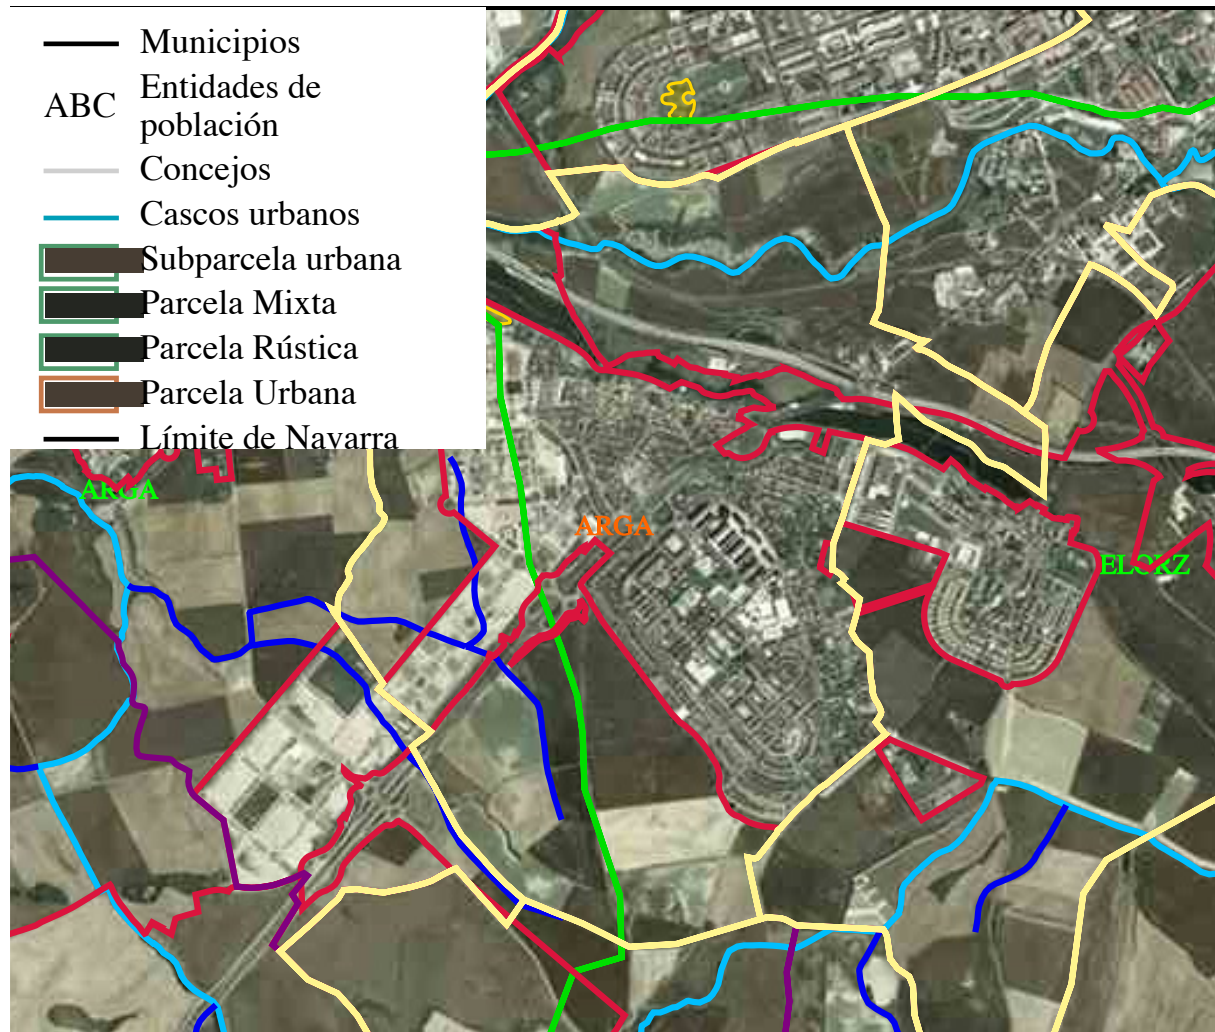 Municipios
ABC
Entidades de
población
Concejos
Cascos urbanos
Subparcela urbana
Parcela Mixta
Parcela Rústica
Parcela Urbana
Límite de Navarra
ARGA
ARGA
ELORZ